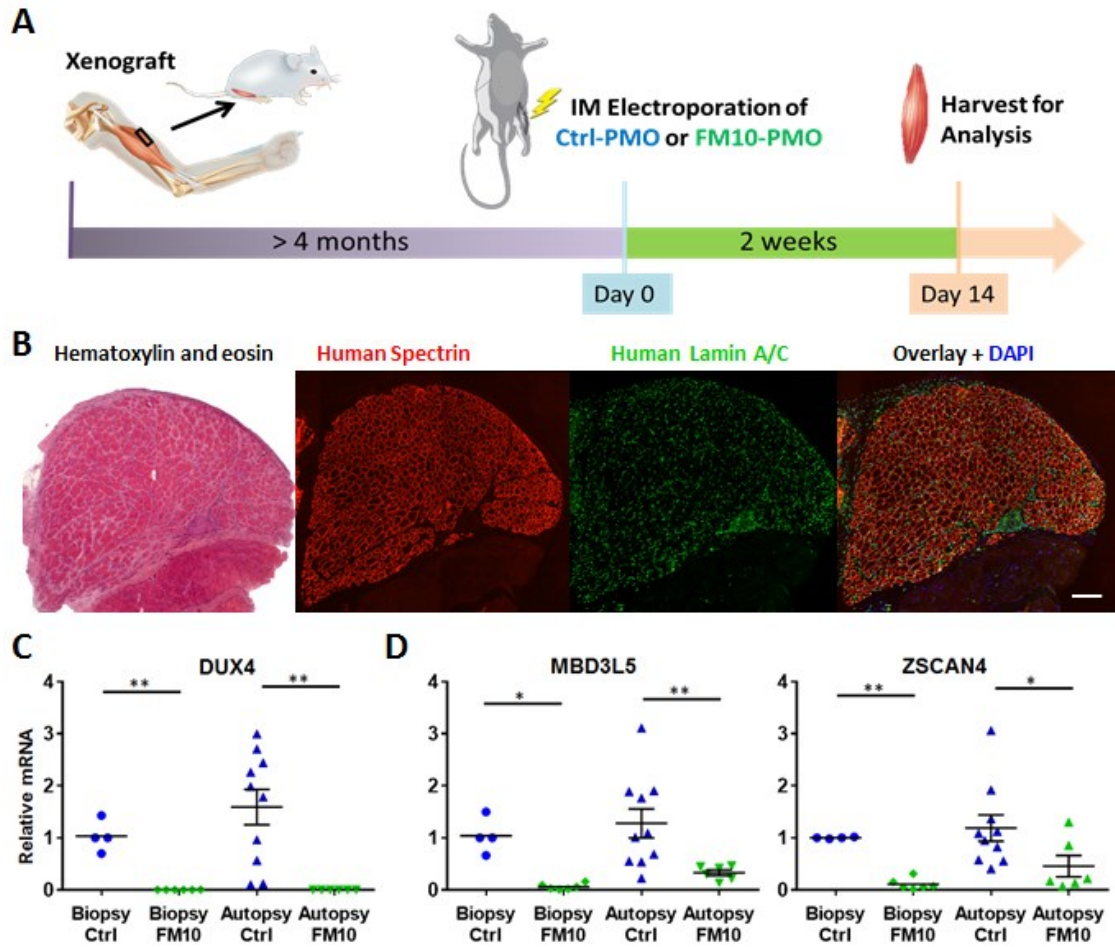 A
Xenograft
IM Electroporation of
Ctrl-PMO or FM10-PMO
Harvest for
Analysis
> 4 months
2 weeks
Day 0
Day 14
B
Hematoxylin and eosin
Human Spectrin
Human Lamin A/C
Overlay + DAPI
C
DUX4
Relative mRNA
4
3
2
1
0
**
**
Biopsy Ctrl
Biopsy FM10
Autopsy Ctrl
Autopsy FM10
D
MBD3L5
4
3
2
1
0
*
**
Biopsy Ctrl
Biopsy FM10
Autopsy Ctrl
Autopsy FM10
ZSCAN4
4
3
2
1
0
**
*
Biopsy Ctrl
Biopsy FM10
Autopsy Ctrl
Autopsy FM10